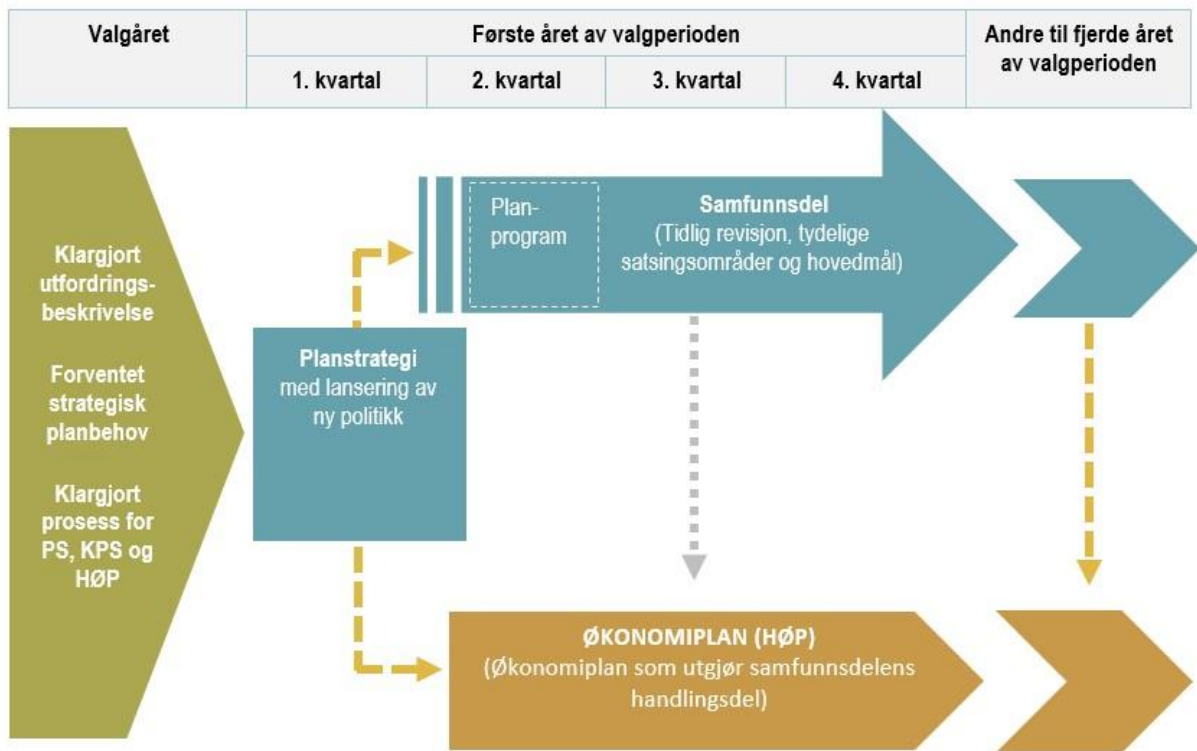 Valgåret
Første året av valgperioden
Andre til fjerde året
av valgperioden
1. kvartal
2. kvartal
3. kvartal
4. kvartal
Klargjort
utfordrings-
beskrivelse
Forventet
strategisk
planbehov
Klargjort
prosess for
PS, KPS og
HØP
Planstrategi
med lansering av
ny politikk
Plan-
program
Samfunnsdel
(Tidlig revisjon, tydelige
satsingsområder og hovedmål)
ØKONOMIPLAN (HØP)
(Økonomiplan som utgjør samfunnsdelens
handlingsdel)